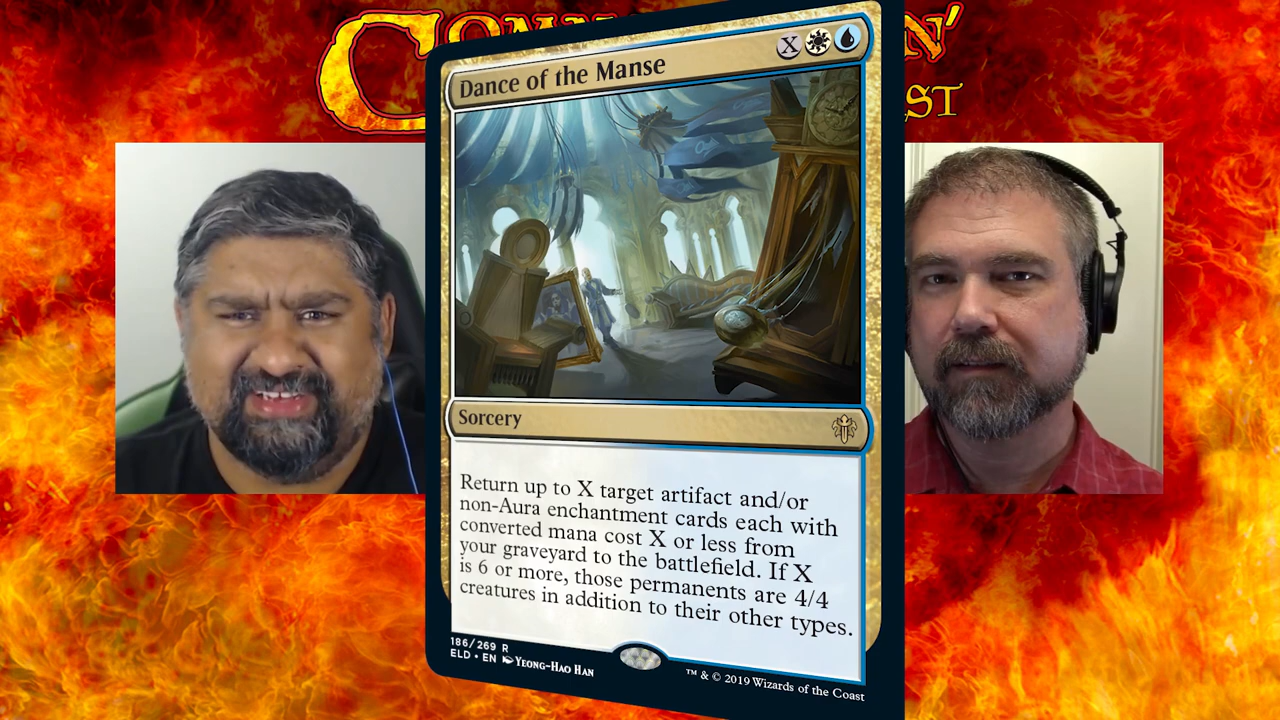 Dance of the Manse
X
Sorcery
Return up to X target artifact and/or
non-Aura enchantment cards each with
converted mana cost X or less from
your graveyard to the battlefield. If X
is 6 or more, those permanents are 4/4
creatures in addition to their other types.
186/269 R
ELD • EN Yeong-Hao Han
™ & © 2019 Wizards of the Coast